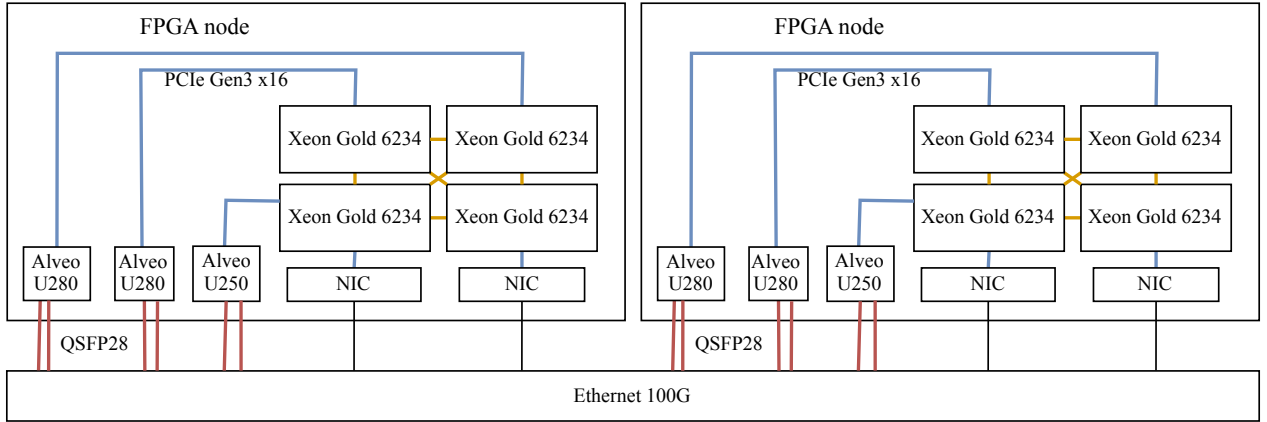 FPGA node
PCIe Gen3 x16
Xeon Gold 6234
Xeon Gold 6234
Xeon Gold 6234
Xeon Gold 6234
Alveo
U280
Alveo
U280
Alveo
U250
NIC
NIC
QSFP28
FPGA node
PCIe Gen3 x16
Xeon Gold 6234
Xeon Gold 6234
Xeon Gold 6234
Xeon Gold 6234
Alveo
U280
Alveo
U280
Alveo
U250
NIC
NIC
QSFP28
Ethernet 100G